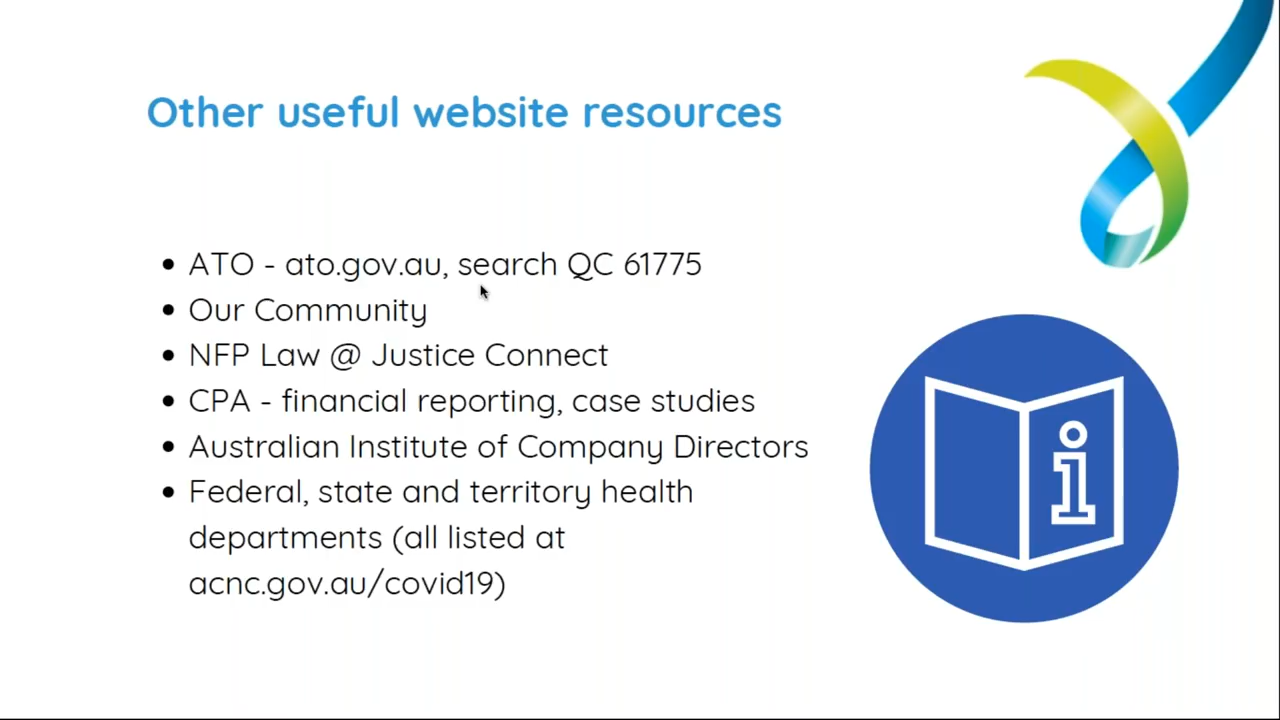 Other useful website resources
ATO - ato.gov.au, search QC 61775
Our Community
NFP Law @ Justice Connect
CPA - financial reporting, case studies
Australian Institute of Company Directors
Federal, state and territory health
departments (all listed at
acnc.gov.au/covid19)